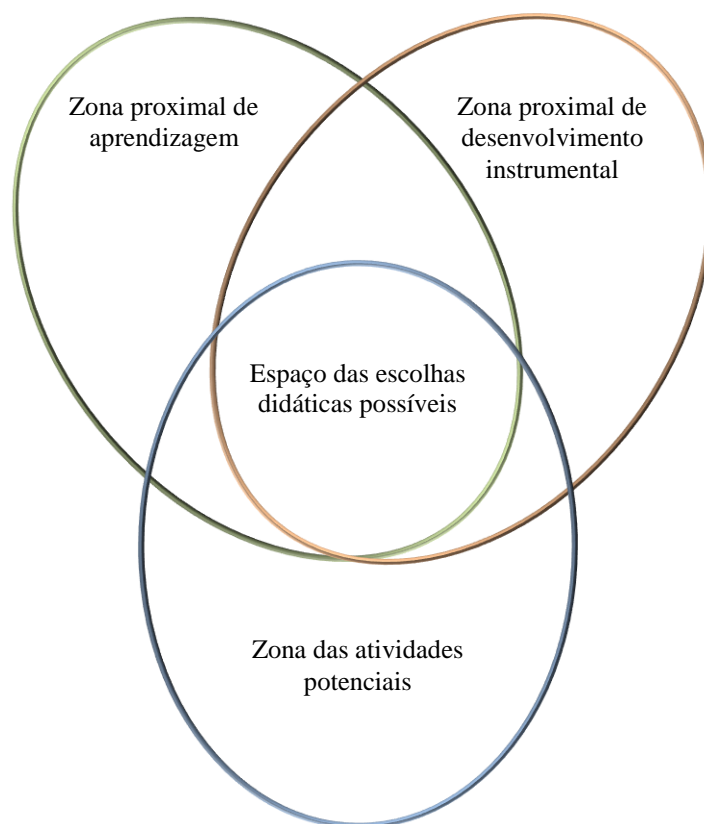 Zona proximal de
aprendizagem
Zona proximal de
desenvolvimento
instrumental
Espaço das escolhas
didáticas possíveis
Zona das atividades
potenciais